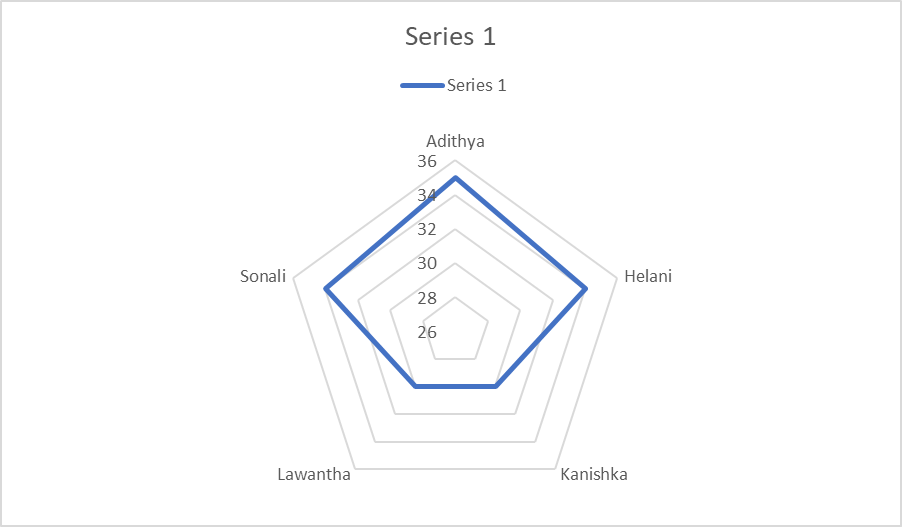 Series 1
Series 1
Adithya
36
34
32
30
28
26
Sonali
Helani
Lawantha
Kanishka